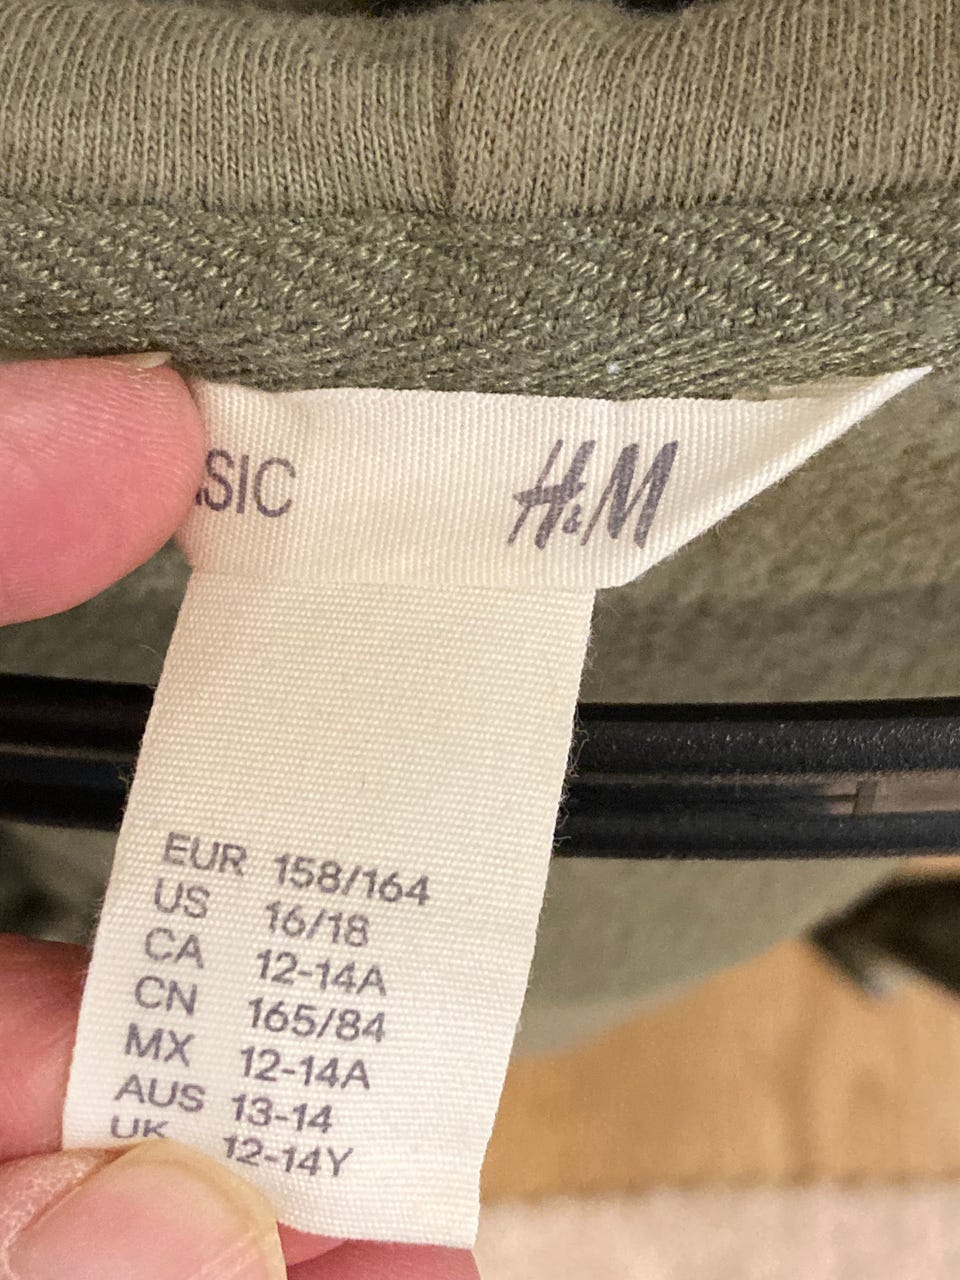 SIC H&M
EUR 158/164
US 16/18
CA 12-14A
CN 165/84
MX 12-14A
AUS 13-14
UK 12-14Y